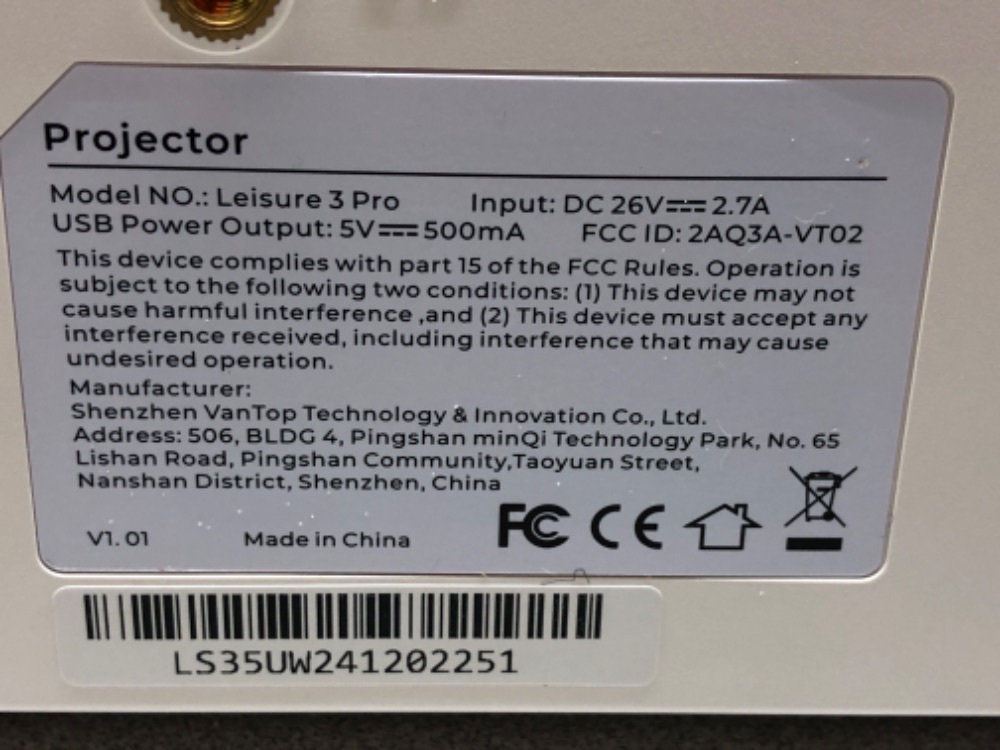 Projector
Model NO.: Leisure 3 Pro Input: DC 26V⎓2.7A
USB Power Output: 5V⎓500mA FCC ID: 2AQ3A-VT02
This device complies with part 15 of the FCC Rules. Operation is
subject to the following two conditions: (1) This device may not
cause harmful interference ,and (2) This device must accept any
interference received, including interference that may cause
undesired operation.
Manufacturer:
Shenzhen VanTop Technology & Innovation Co., Ltd.
Address: 506, BLDG 4, Pingshan minQi Technology Park, No. 65
Lishan Road, Pingshan Community,Taoyuan Street,
Nanshan District, Shenzhen, China
V1. 01 Made in China FC CE
LS35UW241202251